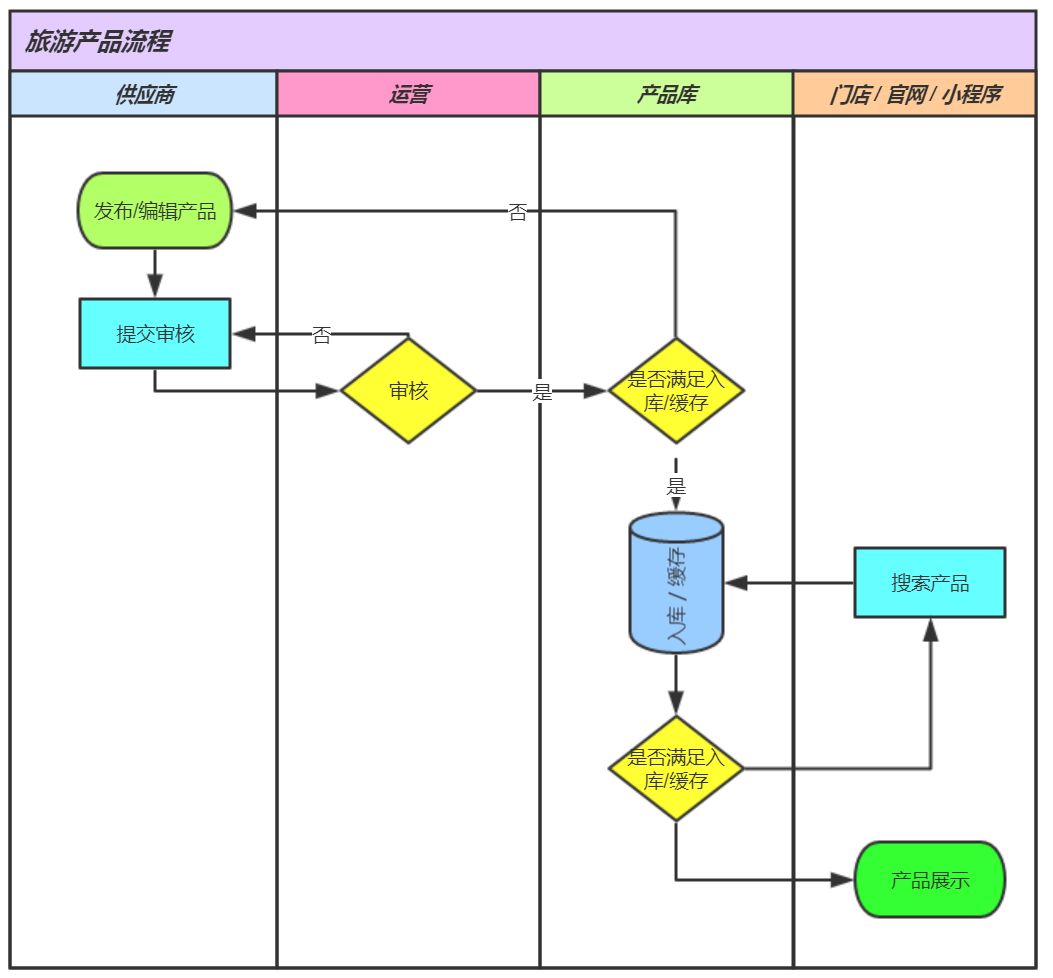 旅游产品流程
供应商
运营
产品库
门店 / 官网 / 小程序
发布/编辑产品
否
提交审核
否
审核
是
是否满足入
库/缓存
是
入库 / 缓存
搜索产品
是否满足入
库/缓存
产品展示